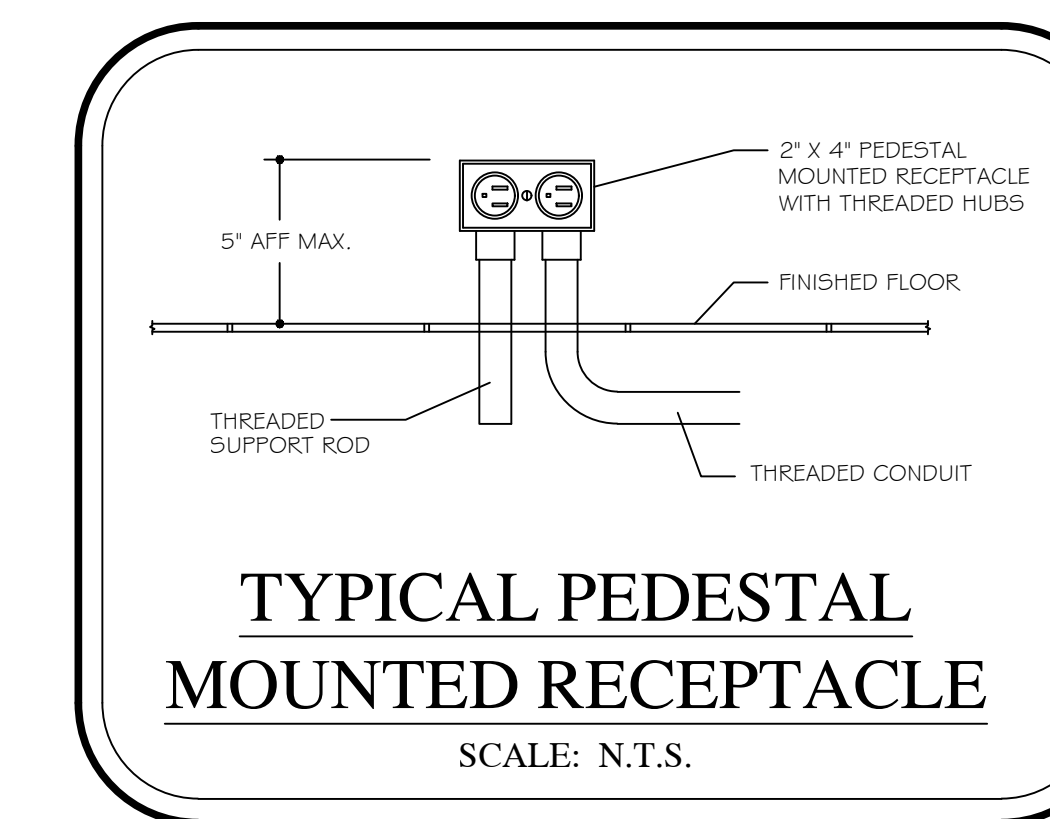 2" X 4" PEDESTAL
MOUNTED RECEPTACLE
WITH THREADED HUBS
5" AFF MAX.
FINISHED FLOOR
THREADED
SUPPORT ROD
THREADED CONDUIT
TYPICAL PEDESTAL
MOUNTED RECEPTACLE
SCALE: N.T.S.